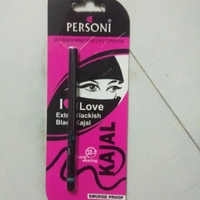 PERSONI
I Love
Extra Blackish
Black Kajal
KAJAL
SMUDGE PROOF